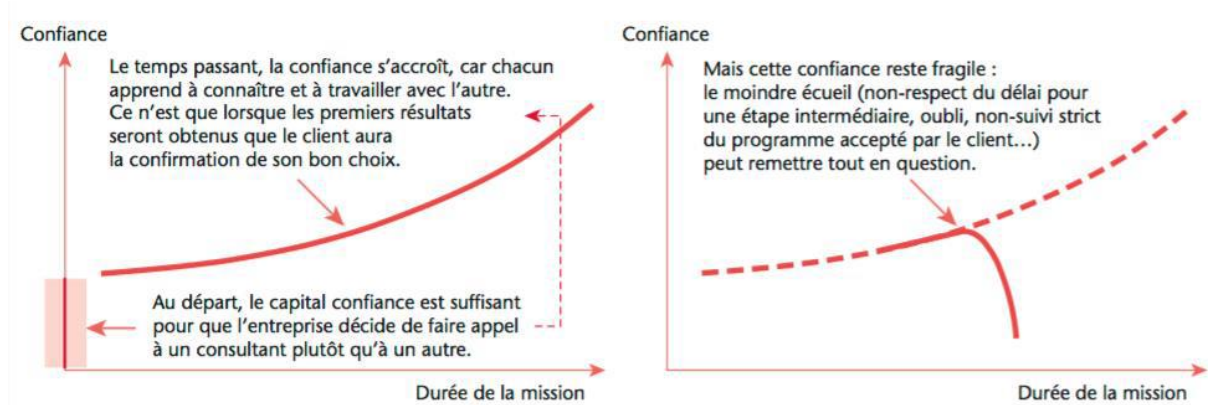 Confiance
Le temps passant, la confiance s’accroît, car chacun
apprend à connaître et à travailler avec l’autre.
Ce n’est que lorsque les premiers résultats
seront obtenus que le client aura
la confirmation de son bon choix.
Au départ, le capital confiance est suffisant
pour que l’entreprise décide de faire appel
à un consultant plutôt qu’à un autre.
Durée de la mission
Confiance
Mais cette confiance reste fragile :
le moindre écueil (non-respect du délai pour
une étape intermédiaire, oubli, non-suivi strict
du programme accepté par le client…)
peut remettre tout en question.
Durée de la mission